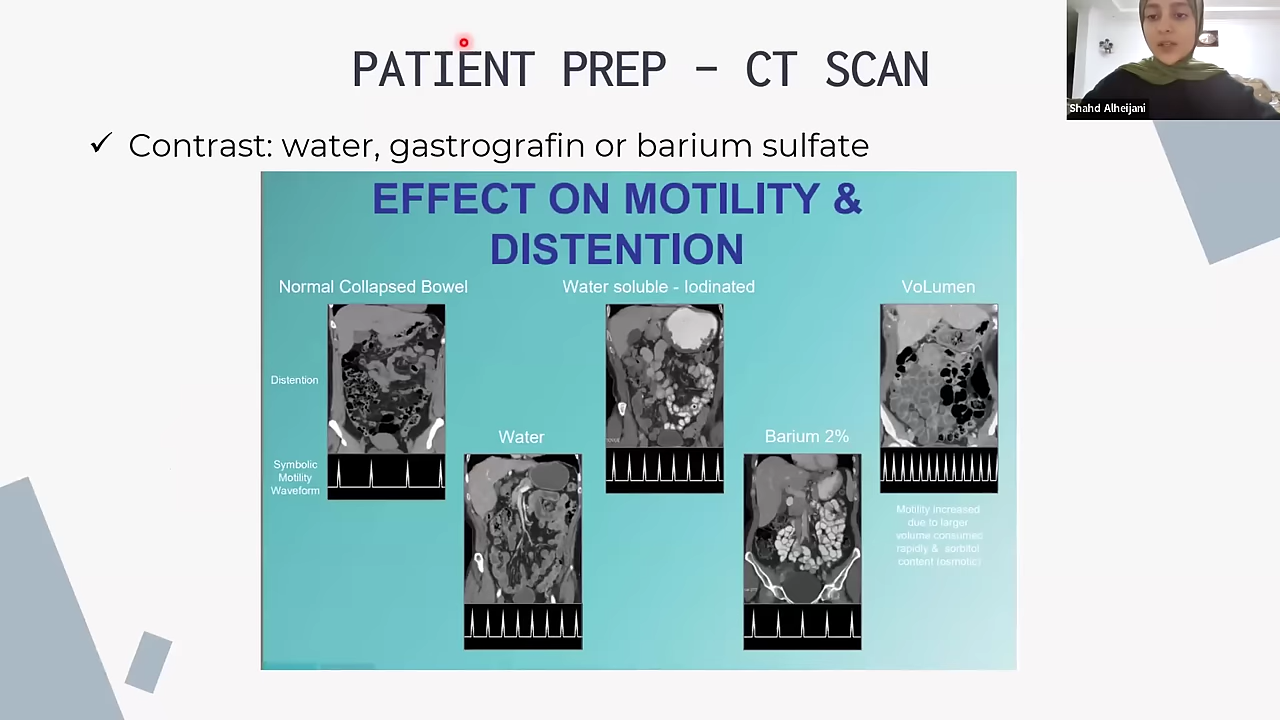 PATIENT PREP – CT SCAN
Shahd Alheijani
✓ Contrast: water, gastrografin or barium sulfate
EFFECT ON MOTILITY &
DISTENTION
Normal Collapsed Bowel
Water soluble - Iodinated
VoLumen
Distention
Water
Barium 2%
Symbolic
Motility
Waveform
Motility increased
due to larger
volume consumed
rapidly & sorbitol
content (osmotic)